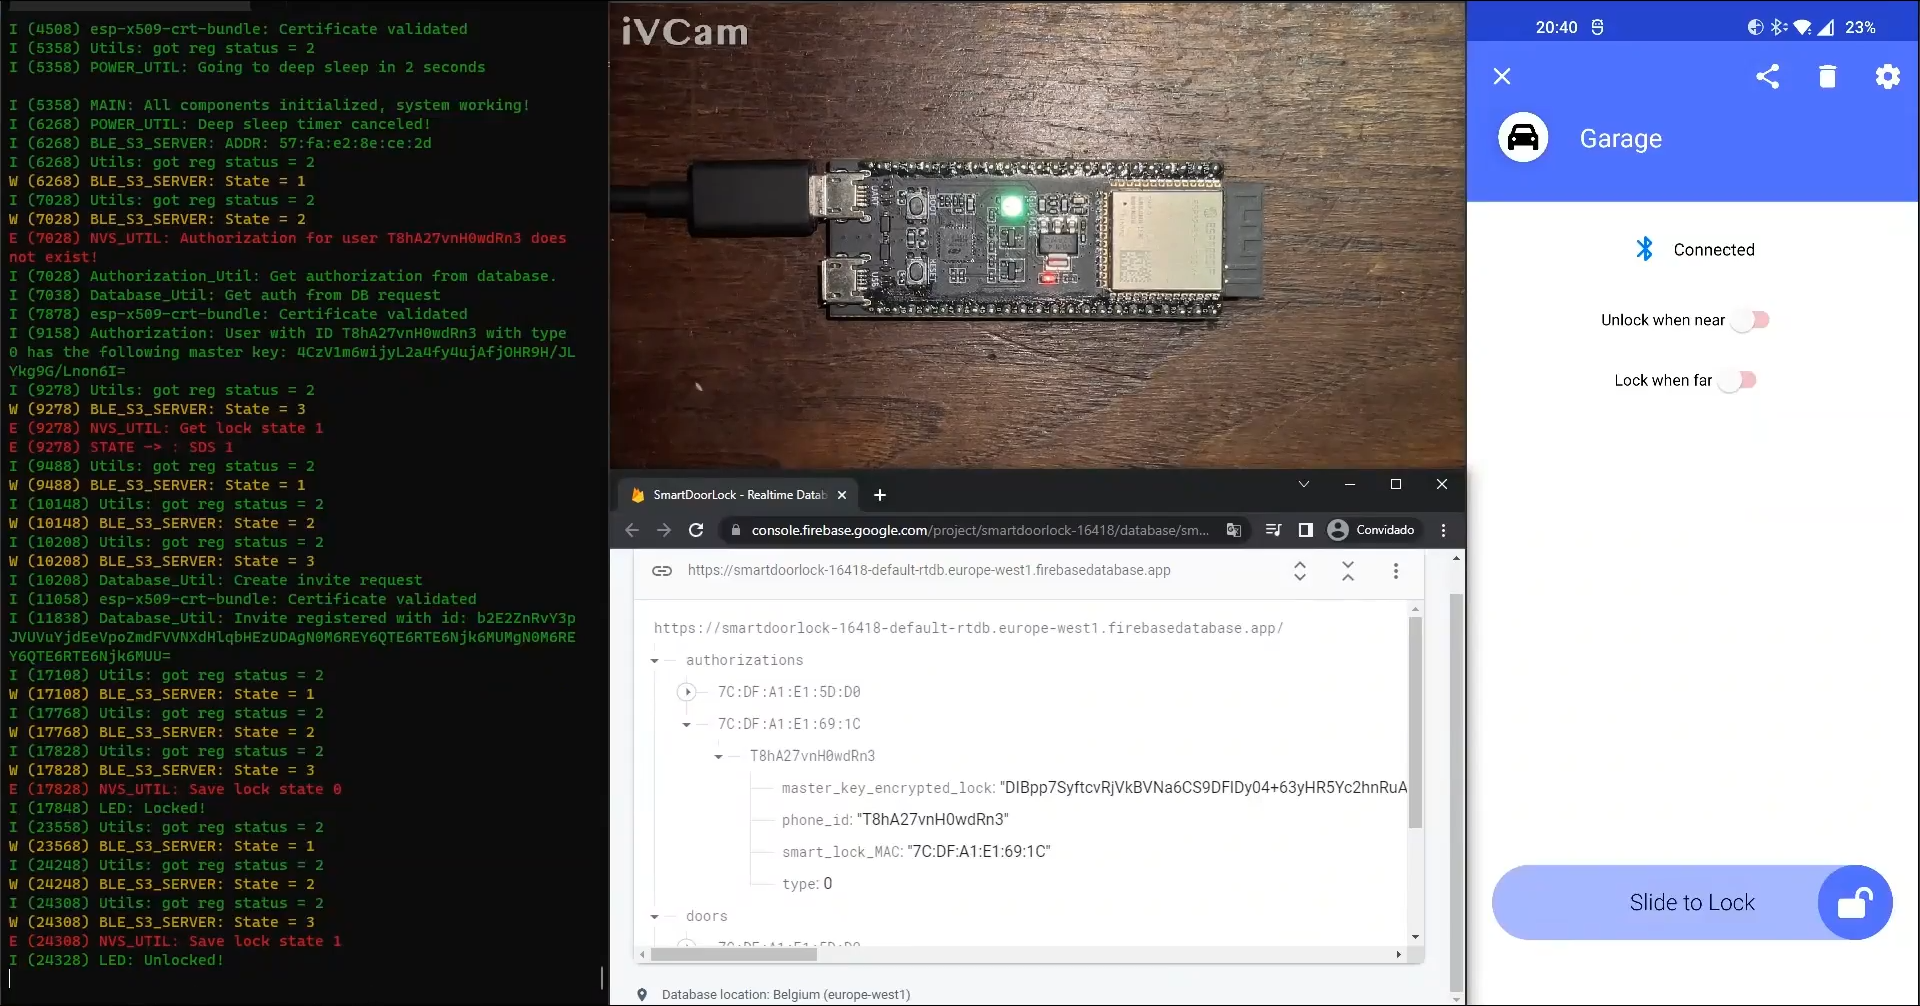 I (4508) esp-x509-crt-bundle: Certificate validated
I (5358) Utils: got reg status = 2
I (5358) POWER_UTIL: Going to deep sleep in 2 seconds
I (5358) MAIN: All components initialized, system working!
I (6268) POWER_UTIL: Deep sleep timer canceled!
I (6268) BLE_S3_SERVER: ADDR: 57:fa:e2:8e:ce:2d
I (6268) Utils: got reg status = 2
W (6268) BLE_S3_SERVER: State = 1
I (7028) Utils: got reg status = 2
W (7028) BLE_S3_SERVER: State = 2
E (7028) NVS_UTIL: Authorization for user T8hA27vnH0wdRn3 does
not exist!
I (7028) Authorization_Util: Get authorization from database.
I (7038) Database_Util: Get auth from DB request
I (7878) esp-x509-crt-bundle: Certificate validated
I (9158) Authorization: User with ID T8hA27vnH0wdRn3 with type
0 has the following master key: 4CzV1m6wijyL2a4fy4ujAfjOHR9H/JL
Ykg9G/Lnon6I=
I (9278) Utils: got reg status = 2
W (9278) BLE_S3_SERVER: State = 3
E (9278) NVS_UTIL: Get lock state 1
E (9278) STATE -> : SDS 1
I (9488) Utils: got reg status = 2
W (9488) BLE_S3_SERVER: State = 1
I (10148) Utils: got reg status = 2
W (10148) BLE_S3_SERVER: State = 2
I (10208) Utils: got reg status = 2
W (10208) BLE_S3_SERVER: State = 3
I (10208) Database_Util: Create invite request
I (11058) esp-x509-crt-bundle: Certificate validated
I (11838) Database_Util: Invite registered with id: b2E2ZnRvY3p
JVUVuYjdEeVpoZmdFVVNXdHlqbHEzUDAgN0M6REY6QTE6RTE6Njk6MUMgN0M6RE
Y6QTE6RTE6Njk6MUU=
I (17108) Utils: got reg status = 2
W (17108) BLE_S3_SERVER: State = 1
I (17768) Utils: got reg status = 2
W (17768) BLE_S3_SERVER: State = 2
I (17828) Utils: got reg status = 2
W (17828) BLE_S3_SERVER: State = 3
E (17828) NVS_UTIL: Save lock state 0
I (17848) LED: Locked!
I (23558) Utils: got reg status = 2
W (23568) BLE_S3_SERVER: State = 1
I (24248) Utils: got reg status = 2
W (24248) BLE_S3_SERVER: State = 2
I (24308) Utils: got reg status = 2
W (24308) BLE_S3_SERVER: State = 3
E (24308) NVS_UTIL: Save lock state 1
I (24328) LED: Unlocked!
iVCam
UART
BOOT
USB
RESET
SmartDoorLock - Realtime Datab
console.firebase.google.com/project/smartdoorlock-16418/database/sm...
Convidado
https://smartdoorlock-16418-default-rtdb.europe-west1.firebasedatabase.app
https://smartdoorlock-16418-default-rtdb.europe-west1.firebasedatabase.app/
authorizations
7C:DF:A1:E1:5D:D0
7C:DF:A1:E1:69:1C
T8hA27vnH0wdRn3
master_key_encrypted_lock: "DIBpp7SyftcvRjVkBVNa6CS9DFIDy04+63yHR5Yc2hnRuA
phone_id: "T8hA27vnH0wdRn3"
smart_lock_MAC: "7C:DF:A1:E1:69:1C"
type: 0
doors
7C:DF:A1:E1:5D:D0
Database location: Belgium (europe-west1)
20:40
23%
Garage
Connected
Unlock when near
Lock when far
Slide to Lock